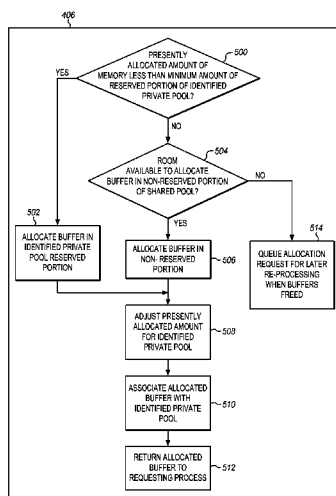 406
PRESENTLY
ALLOCATED AMOUNT OF
MEMORY LESS THAN MINIMUM AMOUNT OF
RESERVED PORTION OF IDENTIFIED
PRIVATE POOL?
500
YES
NO
ROOM
AVAILABLE TO ALLOCATE
BUFFER IN NON-RESERVED PORTION
OF SHARED POOL?
504
NO
YES
502
ALLOCATE BUFFER IN
IDENTIFIED PRIVATE
POOL RESERVED
PORTION
ALLOCATE BUFFER IN
NON- RESERVED
PORTION
506
514
QUEUE ALLOCATION
REQUEST FOR LATER
RE-PROCESSING
WHEN BUFFERS
FREED
ADJUST PRESENTLY
ALLOCATED AMOUNT
FOR IDENTIFIED
PRIVATE POOL
508
ASSOCIATE ALLOCATED
BUFFER WITH
IDENTIFIED PRIVATE
POOL
510
RETURN ALLOCATED
BUFFER TO
REQUESTING PROCESS
512